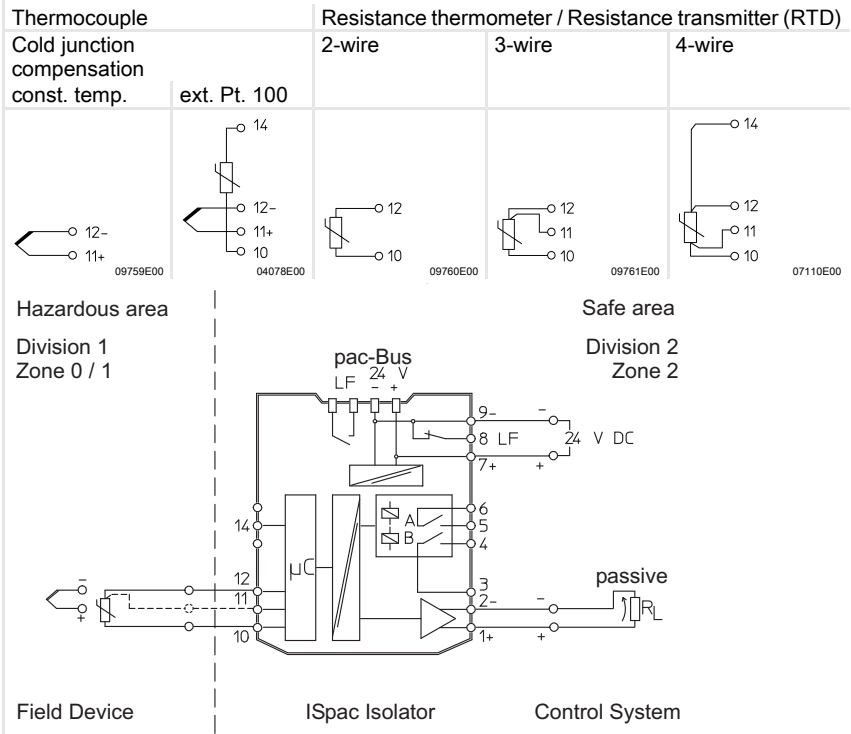 Thermocouple
Resistance thermometer / Resistance transmitter (RTD)
Cold junction
compensation
const. temp.
ext. Pt. 100
2-wire
3-wire
4-wire
12-
11+
09759E00
14
12-
11+
10
04078E00
12
10
09760E00
12
11
10
09761E00
14
12
11
10
07110E00
Hazardous area
Safe area
Division 1
Zone 0 / 1
Division 2
Zone 2
pac-Bus
LF 24 V
- +
9-
8 LF
7+
-
+
24 V DC
14
12
11
10
µC
A
B
6
5
4
3
2-
1+
-
+
-
+
passive
RL
Field Device
ISpac Isolator
Control System